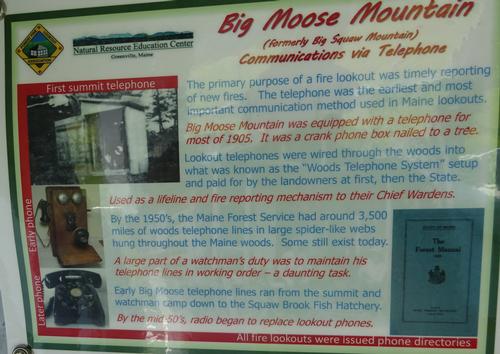 Big Moose Mountain
(formerly Big Squaw Mountain)
Communications via Telephone
Natural Resource Education Center
Greenville, Maine
First summit telephone
The primary purpose of a fire lookout was timely reporting
of new fires. The telephone was the earliest and most
important communication method used in Maine lookouts.
Big Moose Mountain was equipped with a telephone for
most of 1905. It was a crank phone box nailed to a tree.
Lookout telephones were wired through the woods into
what was known as the "Woods Telephone System" setup
and paid for by the landowners at first, then the State.
Used as a lifeline and fire reporting mechanism to their Chief Wardens.
Early phone
By the 1950's, the Maine Forest Service had around 3,500
miles of woods telephone lines in large spider-like webs
hung throughout the Maine woods. Some still exist today.
A large part of a watchman's duty was to maintain his
telephone lines in working order – a daunting task.
Later phone
Early Big Moose telephone lines ran from the summit and
watchman camp down to the Squaw Brook Fish Hatchery.
By the mid-50's, radio began to replace lookout phones.
The
Forest Manual
All fire lookouts were issued phone directories